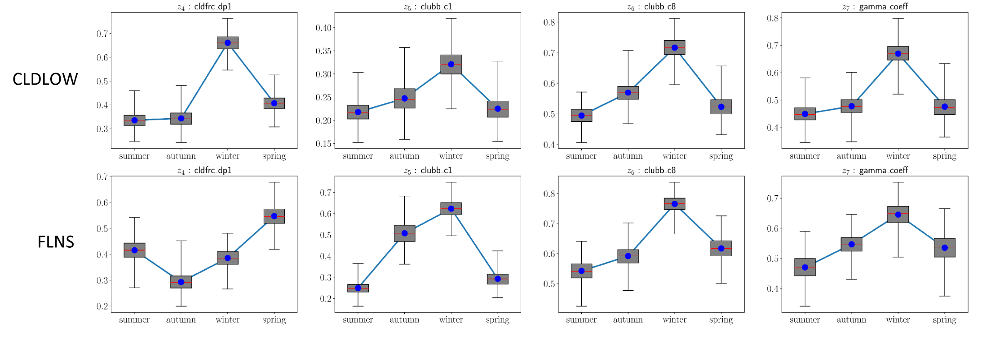 z4 : cldfrc_dp1
z5 : clubb_c1
z6 : clubb_c8
z7 : gamma_coeff
CLDLOW
0.7
0.6
0.5
0.4
0.3
summer autumn winter spring
0.40
0.35
0.30
0.25
0.20
0.15
summer autumn winter spring
0.8
0.7
0.6
0.5
0.4
summer autumn winter spring
0.8
0.7
0.6
0.5
0.4
summer autumn winter spring
z4 : cldfrc_dp1
z5 : clubb_c1
z6 : clubb_c8
z7 : gamma_coeff
FLNS
0.7
0.6
0.5
0.4
0.3
0.2
summer autumn winter spring
0.7
0.6
0.5
0.4
0.3
0.2
summer autumn winter spring
0.8
0.7
0.6
0.5
summer autumn winter spring
0.7
0.6
0.5
0.4
summer autumn winter spring